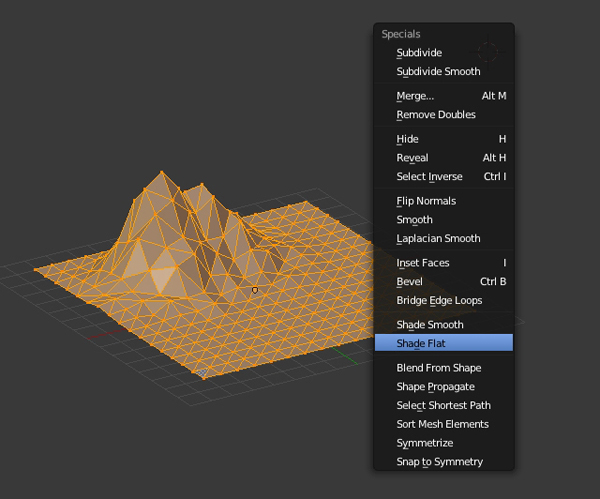 Specials
Subdivide
Subdivide Smooth
Merge... Alt M
Remove Doubles
Hide H
Reveal Alt H
Select Inverse Ctrl I
Flip Normals
Smooth
Laplacian Smooth
Inset Faces I
Bevel Ctrl B
Bridge Edge Loops
Shade Smooth
Shade Flat
Blend From Shape
Shape Propagate
Select Shortest Path
Sort Mesh Elements
Symmetrize
Snap to Symmetry